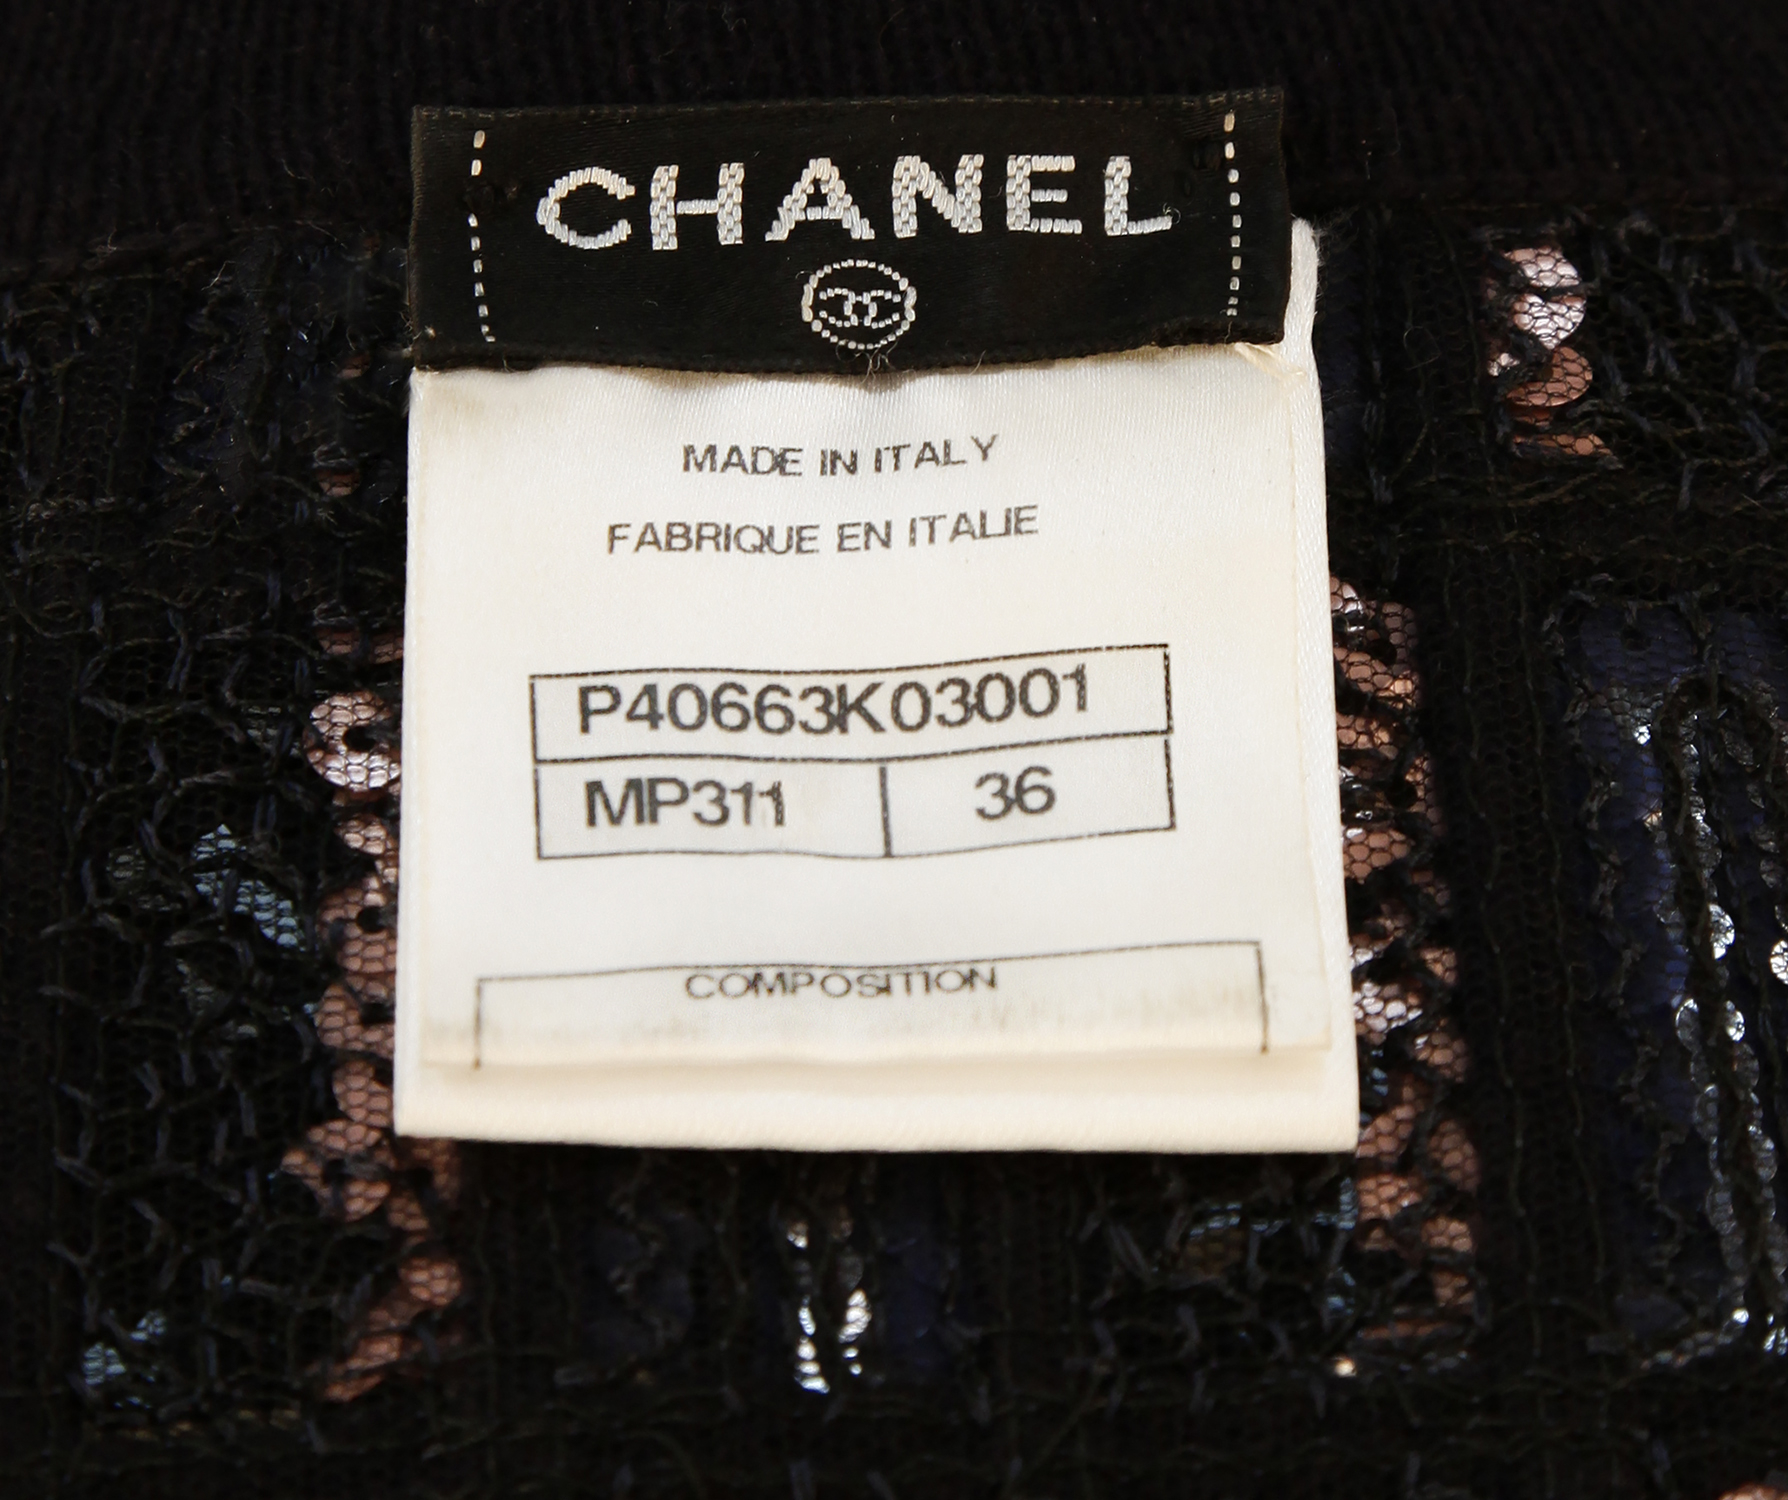 CHANEL
MADE IN ITALY
FABRIQUE EN ITALIE
P40663K03001
MP311 36
COMPOSITION